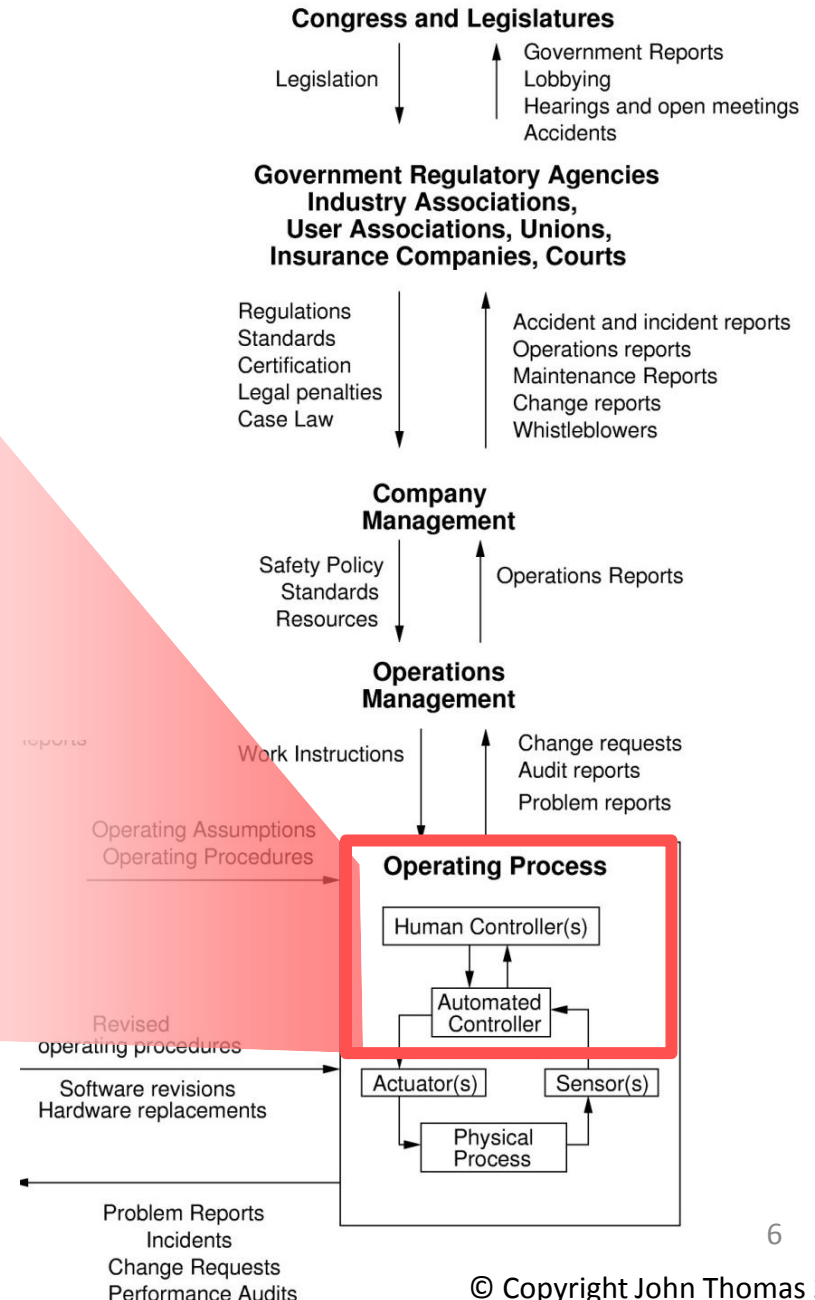 Congress and Legislatures
Legislation
Government Reports
Lobbying
Hearings and open meetings
Accidents
Government Regulatory Agencies
Industry Associations,
User Associations, Unions,
Insurance Companies, Courts
Regulations
Standards
Certification
Legal penalties
Case Law
Accident and incident reports
Operations reports
Maintenance Reports
Change reports
Whistleblowers
Company
Management
Safety Policy
Standards
Resources
Operations Reports
Operations
Management
Work Instructions
Change requests
Audit reports
Problem reports
Operating Assumptions
Operating Procedures
Operating Process
Human Controller(s)
Automated
Controller
Revised
operating procedures
Software revisions
Hardware replacements
Actuator(s)
Sensor(s)
Physical
Process
Problem Reports
Incidents
Change Requests
Performance Audits
6
© Copyright John Thomas